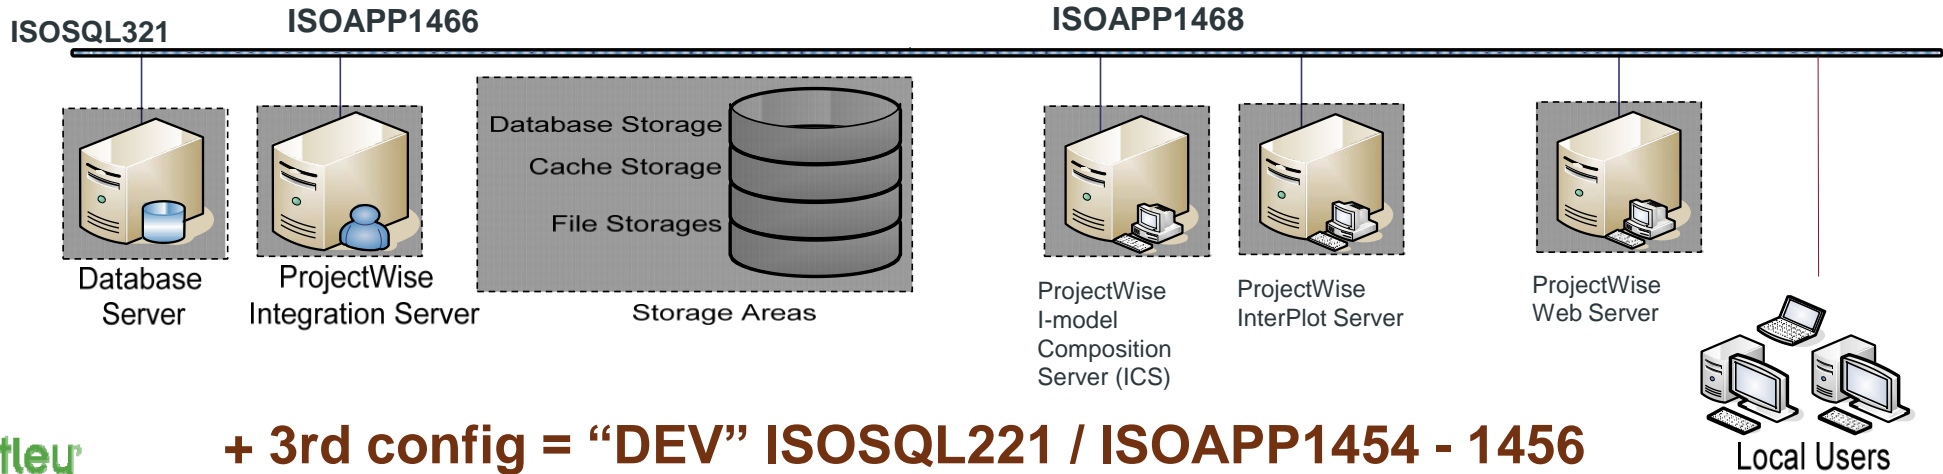 ISOSQL321
ISOAPP1466
ISOAPP1468
Database Storage
Cache Storage
File Storages
Storage Areas
Database
Server
ProjectWise
Integration Server
ProjectWise
I-model
Composition
Server (ICS)
ProjectWise
InterPlot Server
ProjectWise
Web Server
Local Users
+ 3rd config = “DEV” ISOSQL221 / ISOAPP1454 - 1456